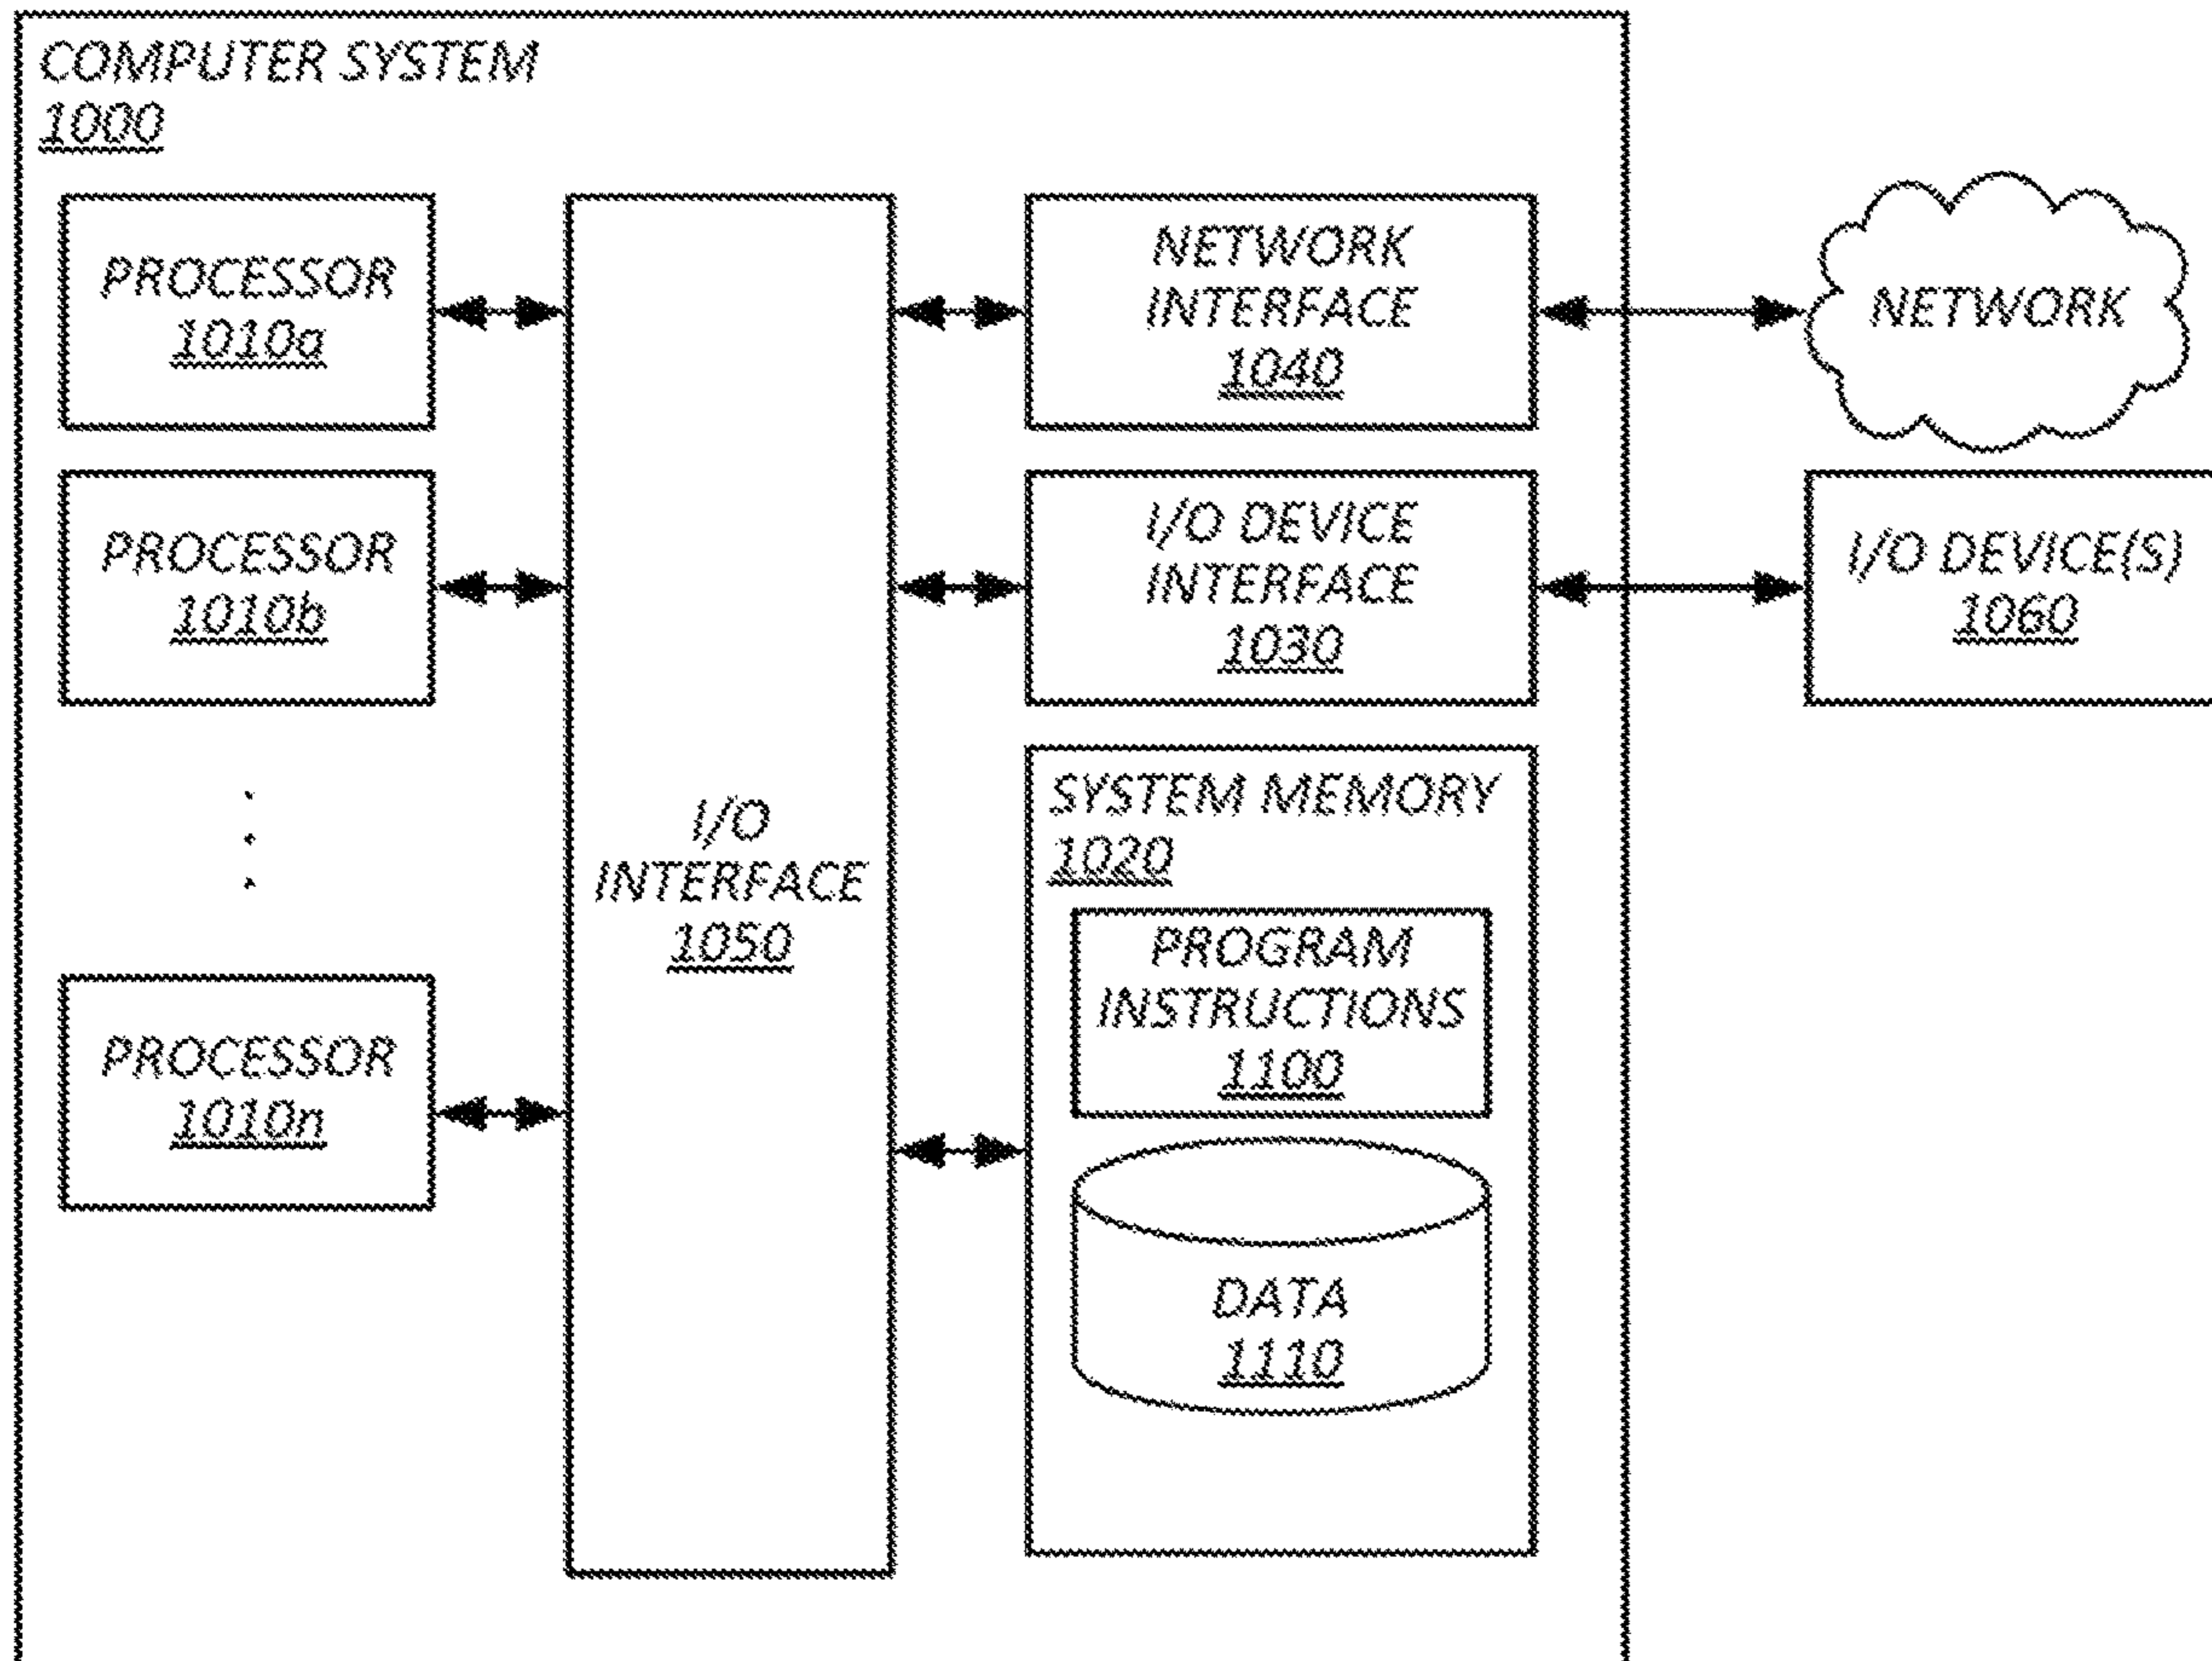 COMPUTER SYSTEM
1000
PROCESSOR
1010a
PROCESSOR
1010b
PROCESSOR
1010n
I/O
INTERFACE
1050
NETWORK
INTERFACE
1040
I/O DEVICE
INTERFACE
1030
SYSTEM MEMORY
1020
PROGRAM
INSTRUCTIONS
1100
DATA
1110
NETWORK
I/O DEVICE(S)
1060